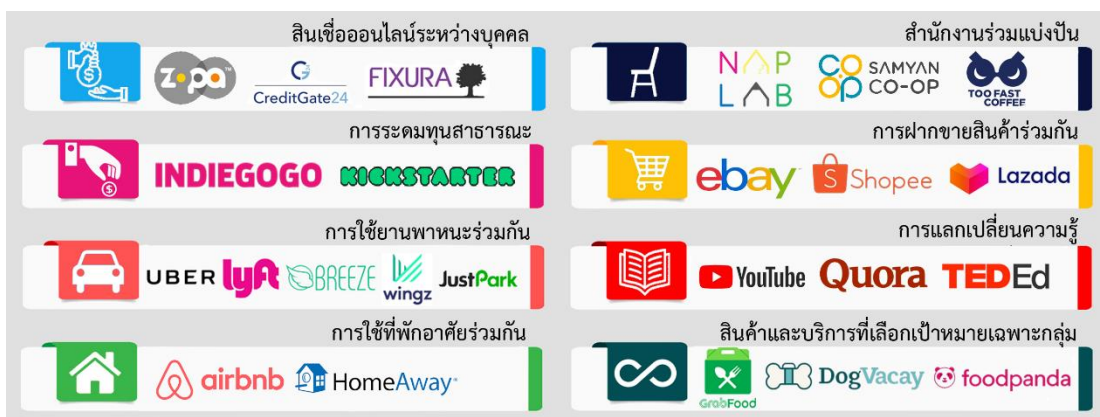 สินเชื่อออนไลน์ระหว่างบุคคล
zopa™
CreditGate24
FIXURA
สำนักงานร่วมแบ่งปัน
NAP
LAB
CO
OP
SAMYAN
CO-OP
TOO FAST
COFFEE
การระดมทุนสาธารณะ
INDIEGOGO
KICKSTARTER
การฝากขายสินค้าร่วมกัน
ebay
Shopee
Lazada
การใช้ยานพาหนะร่วมกัน
UBER
lyft
BREEZE
wingz
JustPark
การแลกเปลี่ยนความรู้
YouTube
Quora
TEDEd
การใช้ที่พักอาศัยร่วมกัน
airbnb
HomeAway
สินค้าและบริการที่เลือกเป้าหมายเฉพาะกลุ่ม
GrabFood
DogVacay
foodpanda